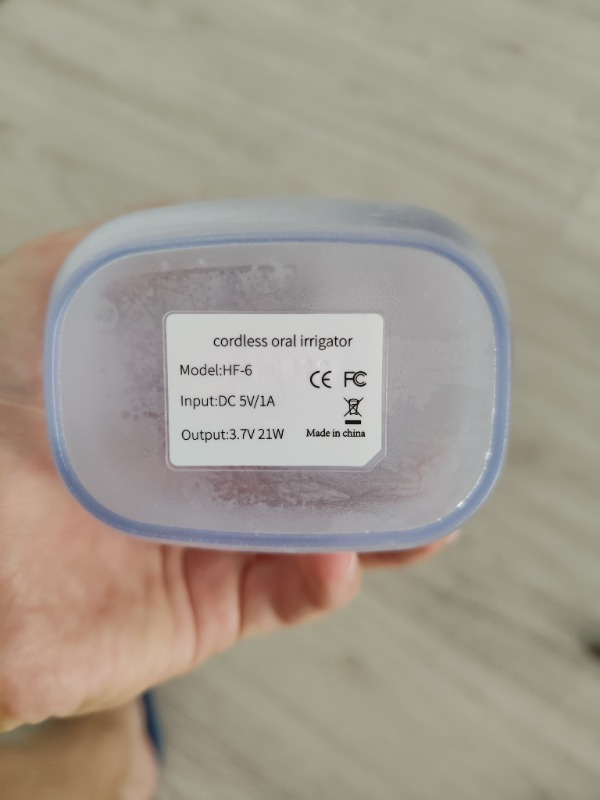 cordless oral irrigator
Model:HF-6
CE FC
Input:DC 5V/1A
Output:3.7V 21W
Made in china